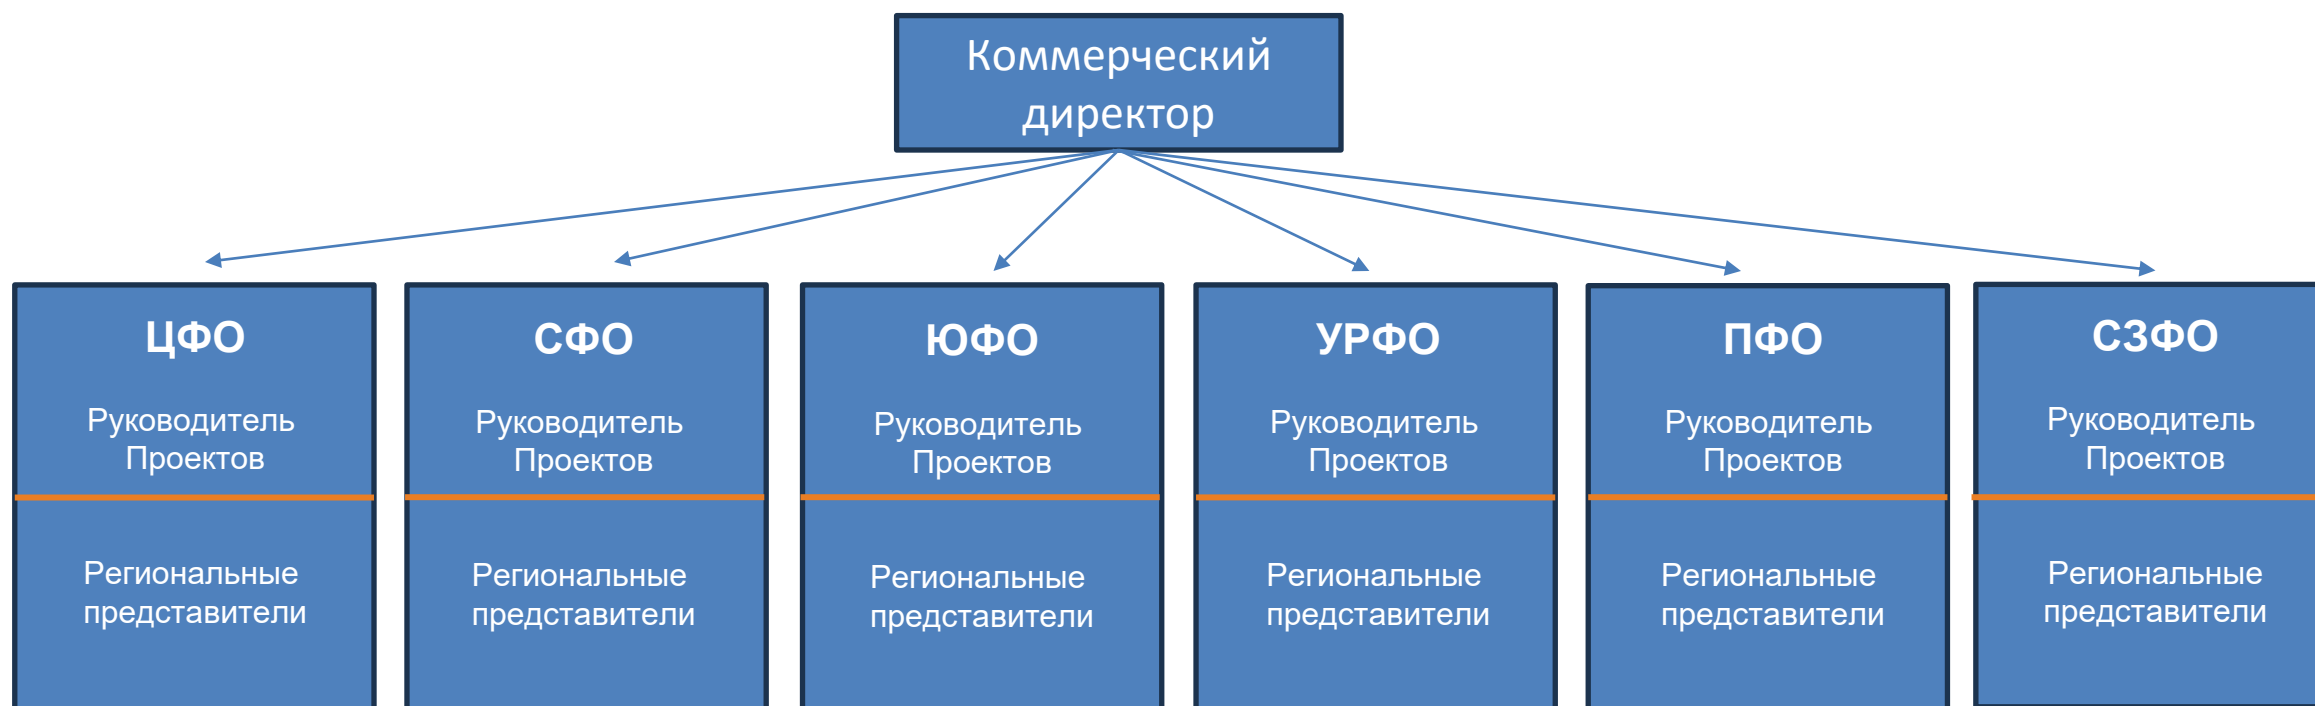 Коммерческий
директор
ЦФО
Руководитель
Проектов
Региональные
представители
СФО
Руководитель
Проектов
Региональные
представители
ЮФО
Руководитель
Проектов
Региональные
представители
УРФО
Руководитель
Проектов
Региональные
представители
ПФО
Руководитель
Проектов
Региональные
представители
СЗФО
Руководитель
Проектов
Региональные
представители